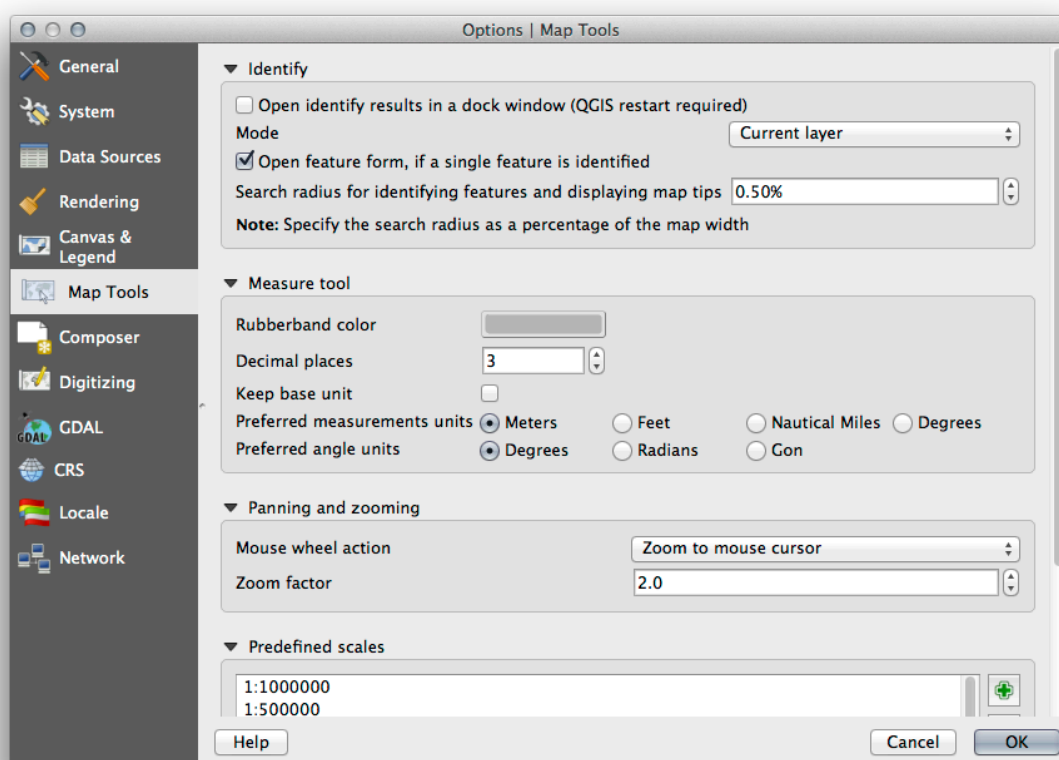 Options | Map Tools
General
System
Data Sources
Rendering
Canvas &
Legend
Map Tools
Composer
Digitizing
GDAL
GDAL
CRS
Locale
Network
Identify
Open identify results in a dock window (QGIS restart required)
Mode Current layer
Open feature form, if a single feature is identified
Search radius for identifying features and displaying map tips 0.50%
Note: Specify the search radius as a percentage of the map width
Measure tool
Rubberband color
Decimal places 3
Keep base unit
Preferred measurements units Meters Feet Nautical Miles Degrees
Preferred angle units Degrees Radians Gon
Panning and zooming
Mouse wheel action Zoom to mouse cursor
Zoom factor 2.0
Predefined scales
1:1000000
1:500000
Help Cancel OK